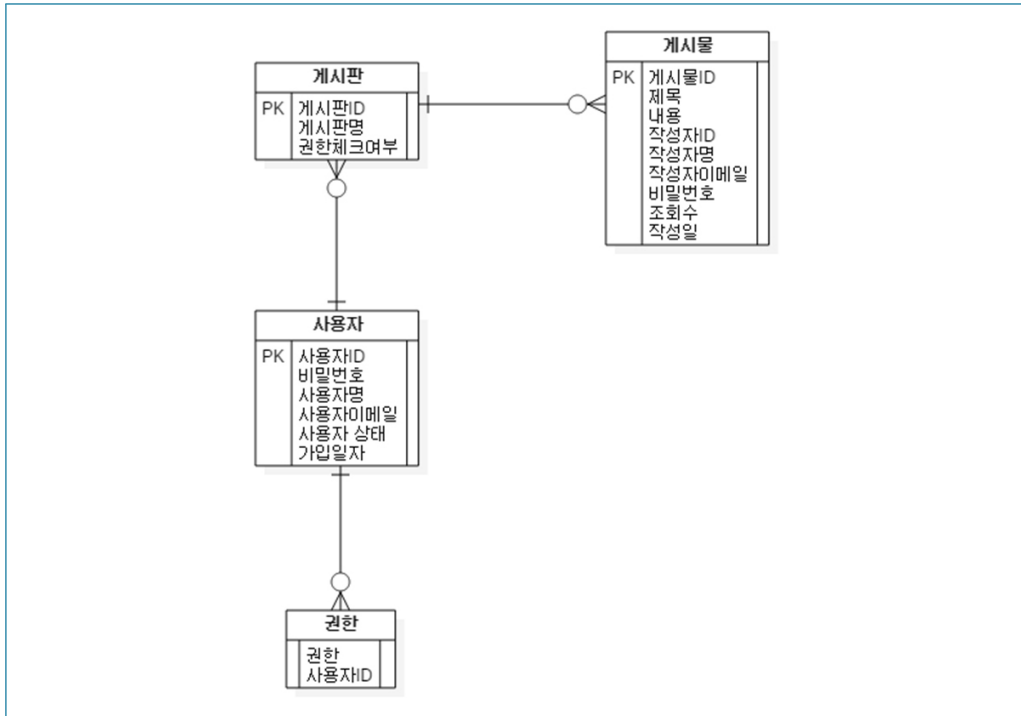 게시판
PK 게시판ID
게시판명
권한체크여부
게시물
PK 게시물ID
제목
내용
작성자ID
작성자명
작성자이메일
비밀번호
조회수
작성일
사용자
PK 사용자ID
비밀번호
사용자명
사용자이메일
사용자 상태
가입일자
권한
권한
사용자ID